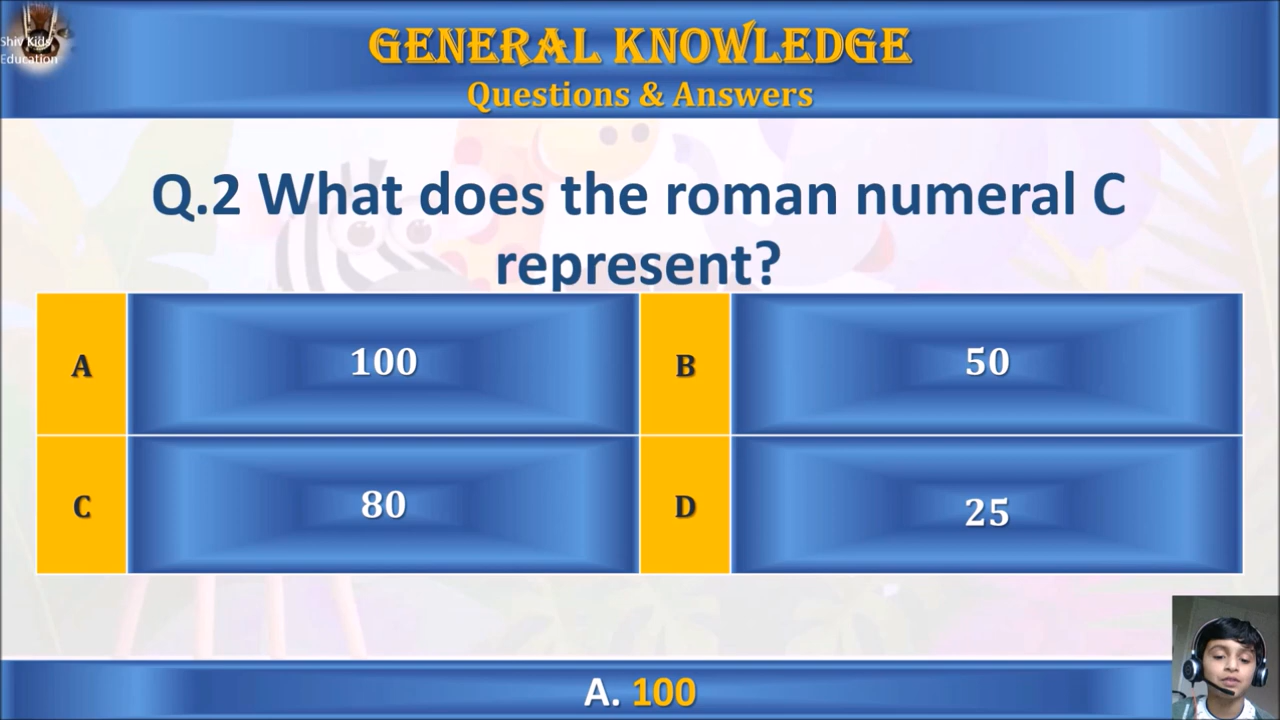 Shiv Kids
Education
GENERAL KNOWLEDGE
Questions & Answers
Q.2 What does the roman numeral C
represent?
A 100 B 50
C 80 D 25
A. 100